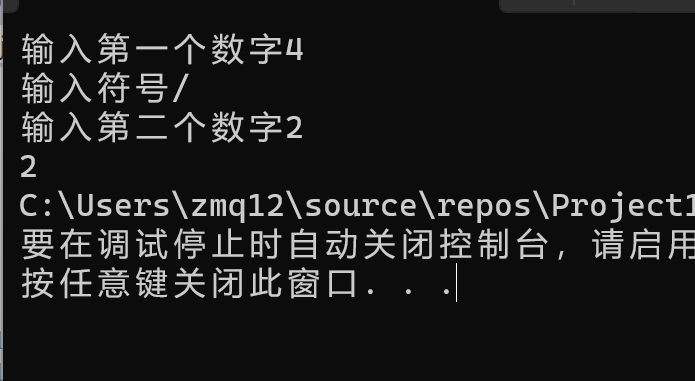 输入第一个数字4
输入符号/
输入第二个数字2
2
C:\Users\zmq12\source\repos\Project1
要在调试停止时自动关闭控制台，请启用
按任意键关闭此窗口. . .